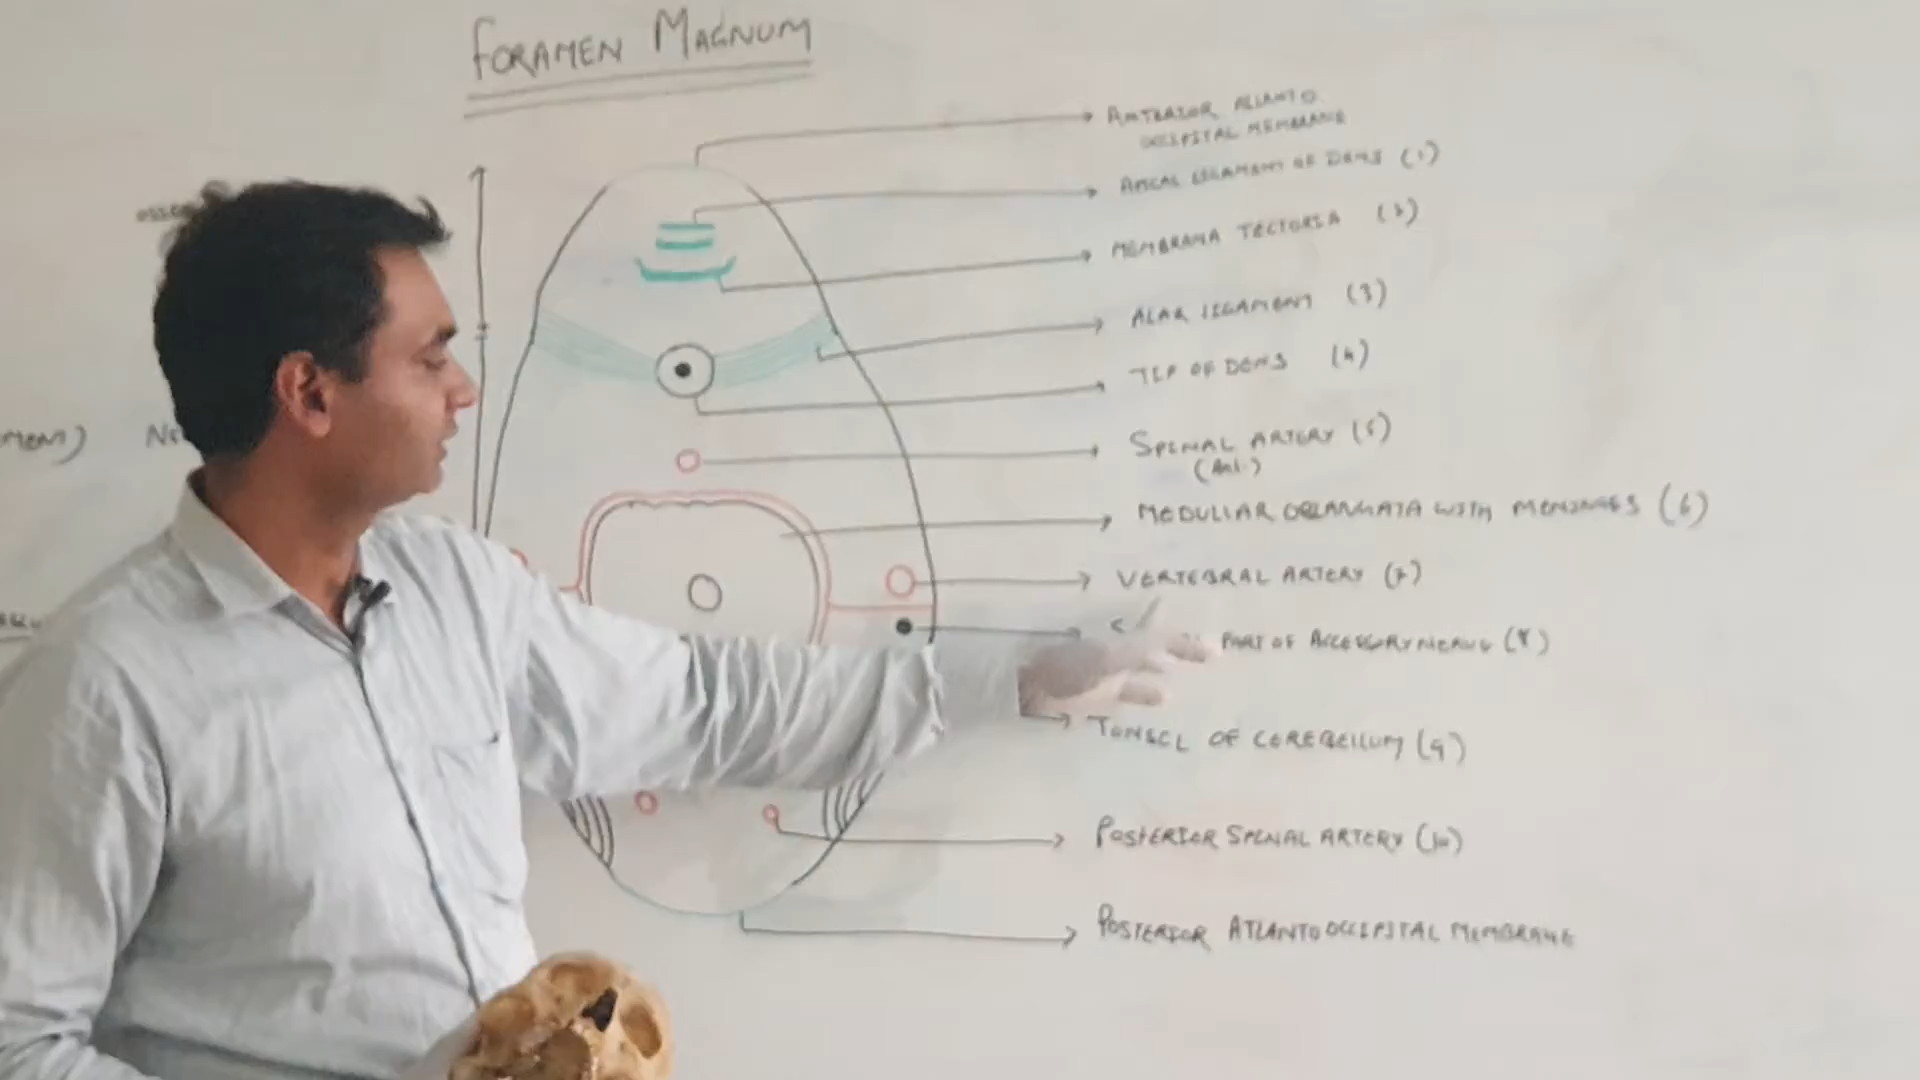 FORAMEN MAGNUM
ANTERIOR ATLANTO
OCCIPITAL MEMBRANE
APICAL LIGAMENT OF DENS (1)
MEMBRANA TECTORIA (2)
ALAR LIGAMENT (3)
TIP OF DENS (4)
SPINAL ARTERY (5)
(Ant.)
MEDULLAR OBLANGATA WITH MENINGES (6)
VERTEBRAL ARTERY (7)
PART OF ACCESSORY NERVE (8)
TONSIL OF CEREBELLUM (9)
POSTERIOR SPINAL ARTERY (10)
POSTERIOR ATLANTOOCCIPITAL MEMBRANE